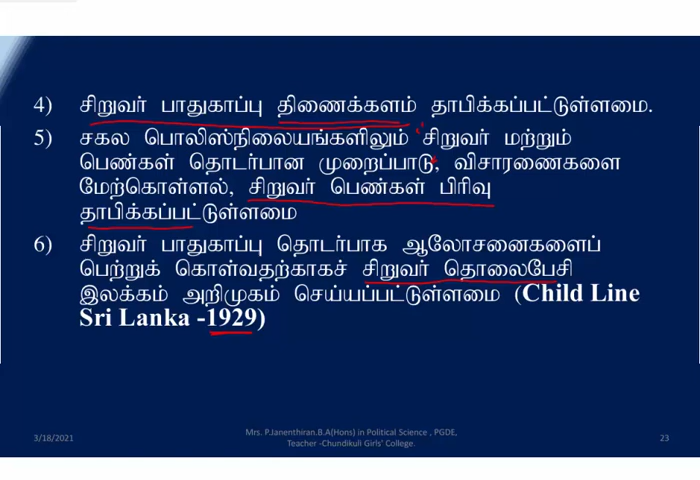 4) சிறுவர் பாதுகாப்பு திணைக்களம் தாபிக்கப்பட்டுள்ளமை.
5) சகல பொலிஸ்நிலையங்களிலும் சிறுவர் மற்றும்
பெண்கள் தொடர்பான முறைப்பாடு, விசாரணைகளை
மேற்கொள்ளல், சிறுவர் பெண்கள் பிரிவு
தாபிக்கப்பட்டுள்ளமை
6) சிறுவர் பாதுகாப்பு தொடர்பாக ஆலோசனைகளைப்
பெற்றுக் கொள்வதற்காகச் சிறுவர் தொலைபேசி
இலக்கம் அறிமுகம் செய்யப்பட்டுள்ளமை (Child Line
Sri Lanka -1929)
3/18/2021
Mrs. P.Janenthiran.B.A(Hons) in Political Science , PGDE,
Teacher -Chundikuli Girls' College.
23